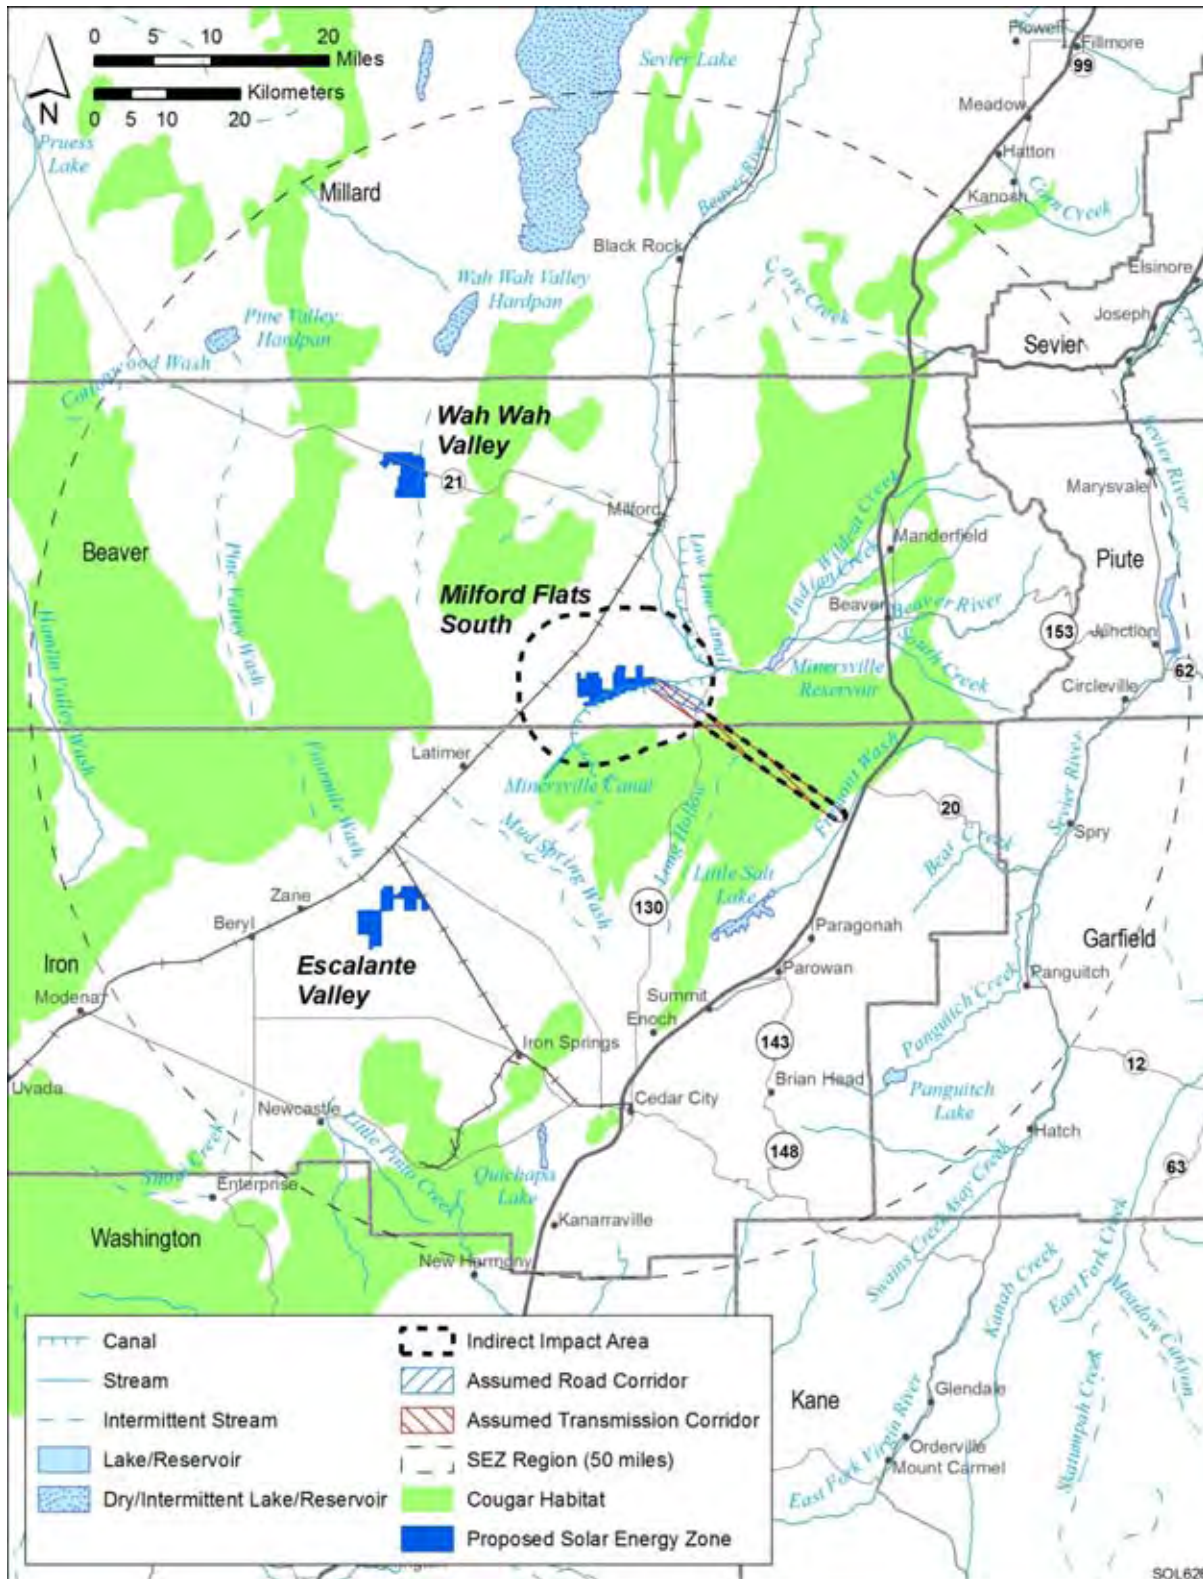 0 5 10 20
Miles
Kilometers
0 5 10 20
N
Pruess
Lake
Millard
Sevier Lake
Flowell
Fillmore
99
Meadow
Hatton
Kanosh
Corn Creek
Beaver River
Black Rock
Cove Creek
Elsinore
Joseph
Sevier
Wah Wah Valley
Hardpan
Pine Valley
Hardpan
Cottonwood Wash
Wah Wah
Valley
21
Milford
Sevier River
Marysvale
Beaver
Pine Valley Wash
Hamlin Valley Wash
Milford Flats
South
Low Line Canal
Wildcat Creek
Indian Creek
Manderfield
Beaver
Beaver River
South Creek
Minersville
Reservoir
Piute
153
Junction
62
Circleville
Latimer
Fourmile Wash
Minersville Canal
Mud Spring Wash
Long Hollow
Fremont Wash
20
Bear Creek
Sevier River
Spry
Little Salt
Lake
130
Zane
Beryl
Iron
Modena
Escalante
Valley
Paragonah
Parowan
Summit
Enoch
Garfield
Panguitch
Panguitch Creek
Iron Springs
143
Brian Head
12
Panguitch
Lake
Uvada
Newcastle
Cedar City
Hatch
148
63
Little Pinto Creek
Snow Creek
Enterprise
Quichapa
Lake
Asay Creek
Swains Creek
Washington
Kanarraville
New Harmony
Kanab Creek
East Fork Creek
Meadow Canyon
Skutumpah Creek
Kane
Glendale
Orderville
Mount Carmel
East Fork Virgin River
Canal
Stream
Intermittent Stream
Lake/Reservoir
Dry/Intermittent Lake/Reservoir
Indirect Impact Area
Assumed Road Corridor
Assumed Transmission Corridor
SEZ Region (50 miles)
Cougar Habitat
Proposed Solar Energy Zone